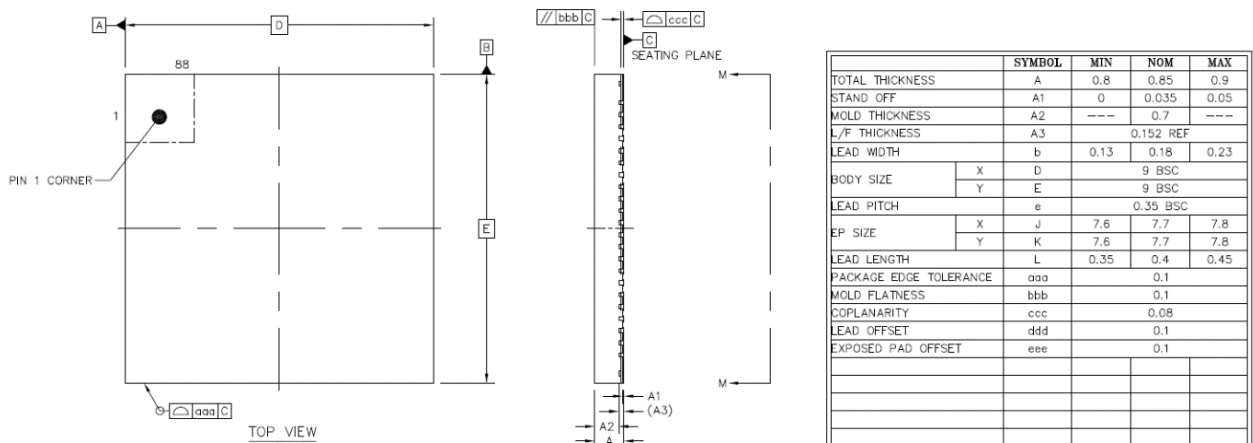 A
D
B
88
1
PIN 1 CORNER
E
aaa C
TOP VIEW
// bbb C
ccc C
C
SEATING PLANE
M
M
A1
(A3)
A2
A
SYMBOL MIN NOM MAX
TOTAL THICKNESS A 0.8 0.85 0.9
STAND OFF A1 0 0.035 0.05
MOLD THICKNESS A2 --- 0.7 ---
L/F THICKNESS A3 0.152 REF
LEAD WIDTH b 0.13 0.18 0.23
BODY SIZE X D 9 BSC
Y E 9 BSC
LEAD PITCH e 0.35 BSC
EP SIZE X J 7.6 7.7 7.8
Y K 7.6 7.7 7.8
LEAD LENGTH L 0.35 0.4 0.45
PACKAGE EDGE TOLERANCE aaa 0.1
MOLD FLATNESS bbb 0.1
COPLANARITY ccc 0.08
LEAD OFFSET ddd 0.1
EXPOSED PAD OFFSET eee 0.1